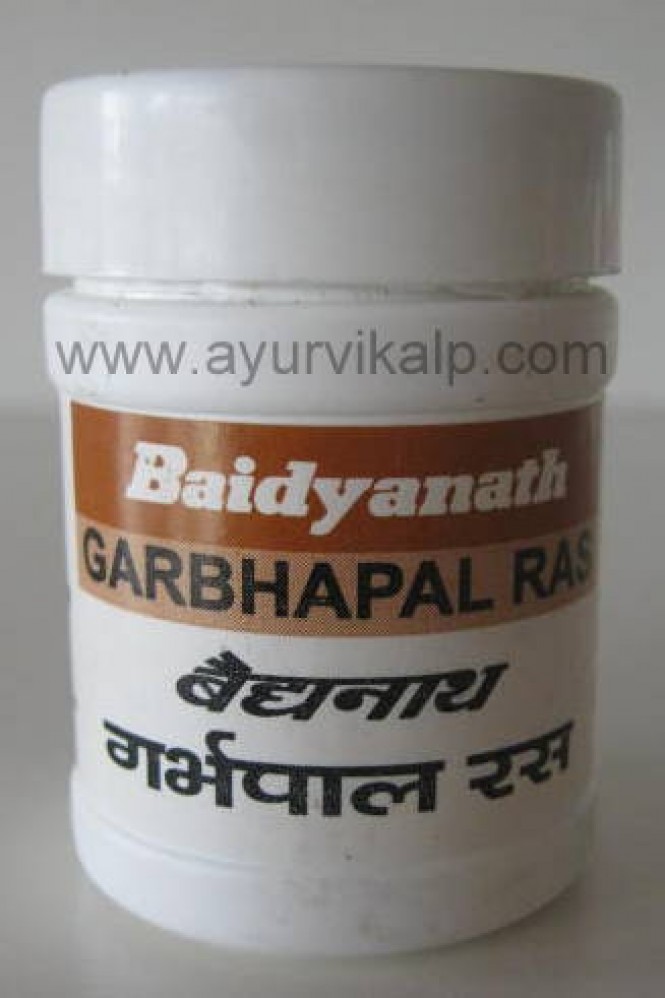 www.ayurvikalp.com
Baidyanath
GARBHAPAL RAS
बैद्यनाथ
गर्भपाल रस